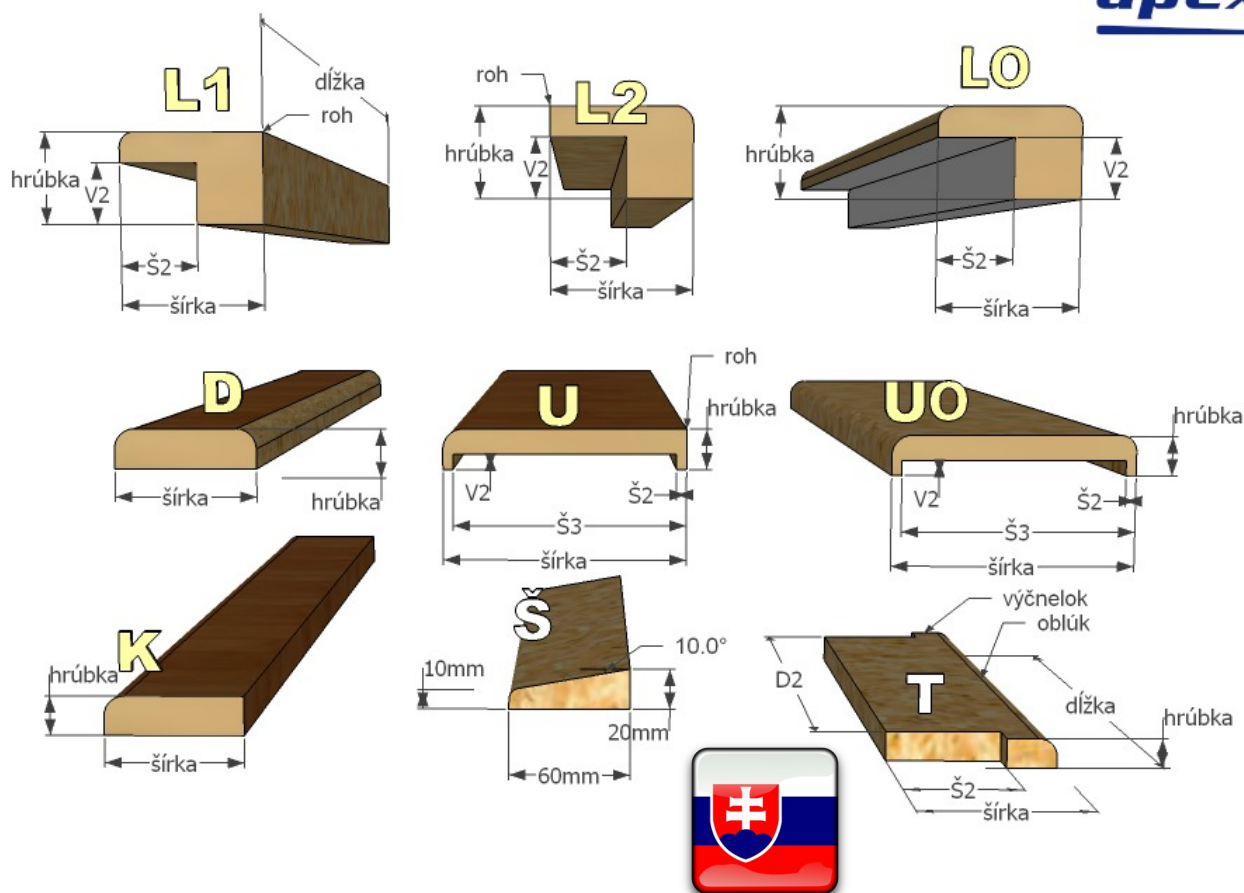 apex
L1
dĺžka
roh
hrúbka
V2
Š2
šírka
roh
L2
hrúbka
V2
Š2
šírka
LO
hrúbka
V2
Š2
šírka
D
šírka
hrúbka
U
roh
hrúbka
V2
Š2
Š3
šírka
UO
hrúbka
V2
Š2
Š3
šírka
K
hrúbka
šírka
Š
10.0°
10mm
20mm
60mm
výčnelok
oblúk
T
D2
dĺžka
hrúbka
Š2
šírka